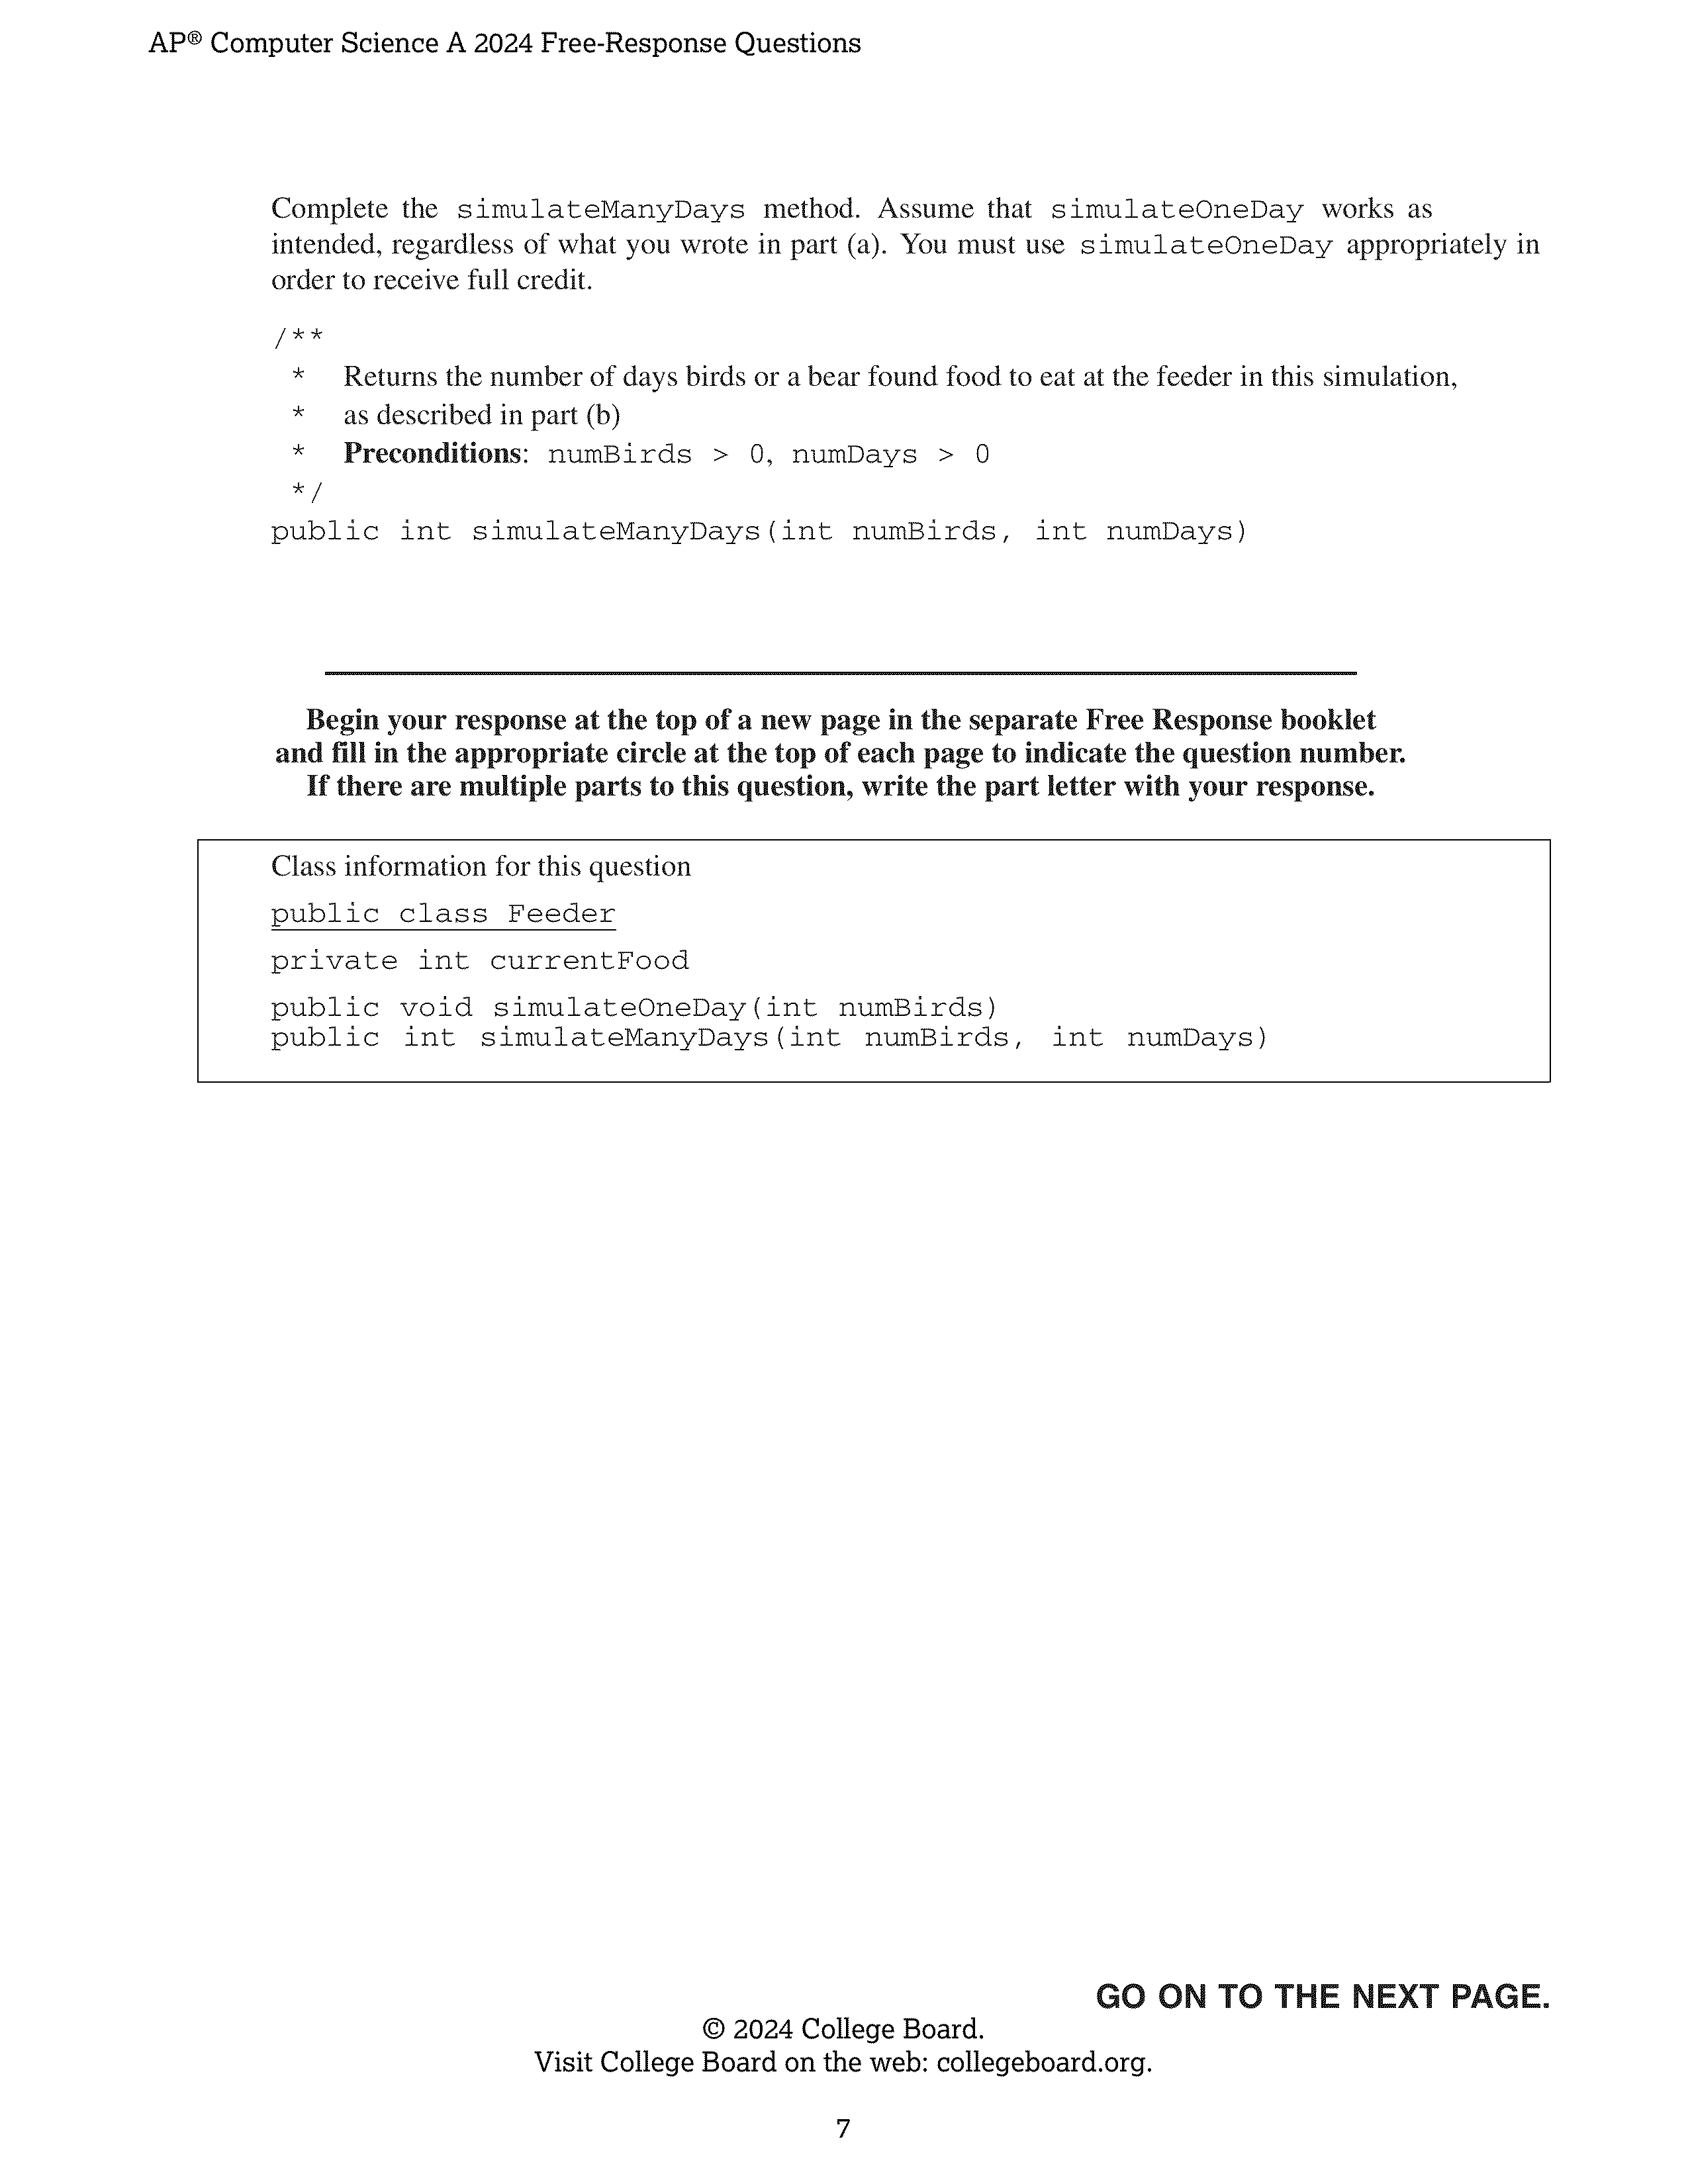 AP® Computer Science A 2024 Free-Response Questions
Complete the simulateManyDays method. Assume that simulateOneDay works as
intended, regardless of what you wrote in part (a). You must use simulateOneDay appropriately in
order to receive full credit.
/**
* Returns the number of days birds or a bear found food to eat at the feeder in this simulation,
* as described in part (b)
* Preconditions: numBirds > 0, numDays > 0
*/
public int simulateManyDays(int numBirds, int numDays)
Begin your response at the top of a new page in the separate Free Response booklet
and fill in the appropriate circle at the top of each page to indicate the question number.
If there are multiple parts to this question, write the part letter with your response.
Class information for this question
public class Feeder
private int currentFood
public void simulateOneDay(int numBirds)
public int simulateManyDays(int numBirds, int numDays)
GO ON TO THE NEXT PAGE.
© 2024 College Board.
Visit College Board on the web: collegeboard.org.
7